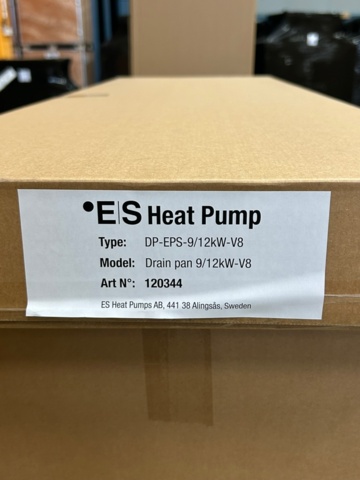 •E|S Heat Pump
Type: DP-EPS-9/12kW-V8
Model: Drain pan 9/12kW-V8
Art N°: 120344
ES Heat Pumps AB, 441 38 Alingsås, Sweden